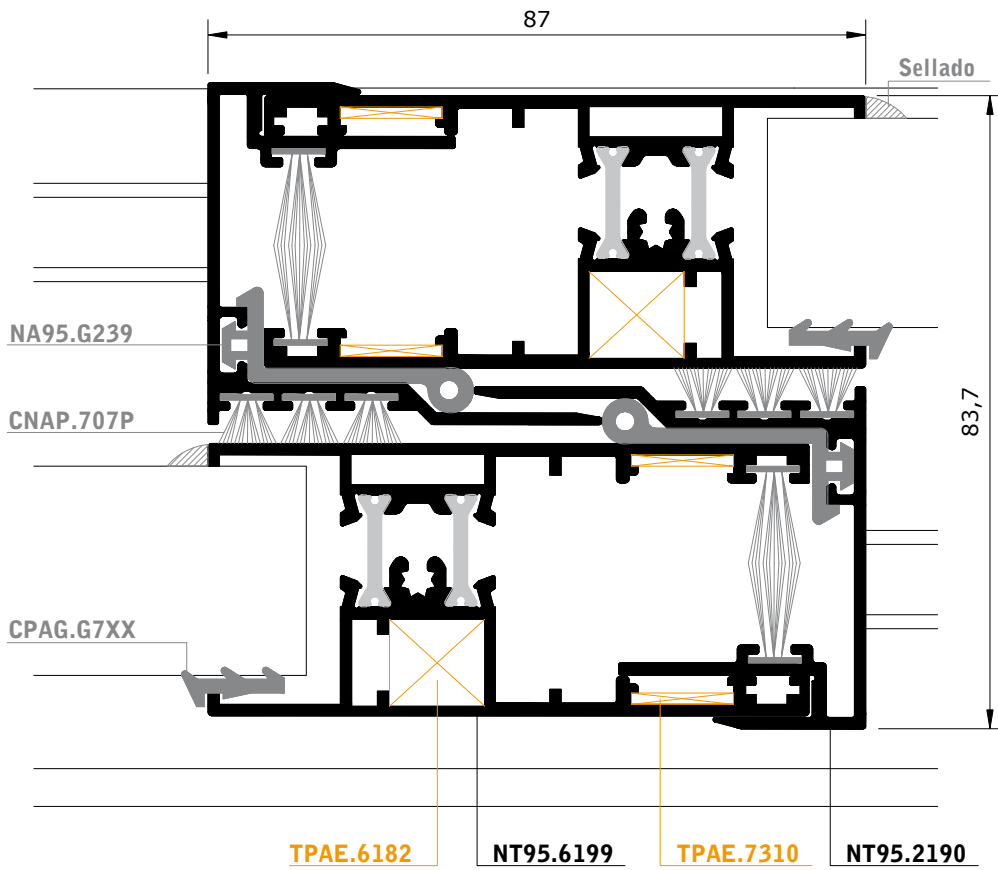 87
Sellado
83,7
NA95.G239
CNAP.707P
CPAG.G7XX
TPAE.6182
NT95.6199
TPAE.7310
NT95.2190